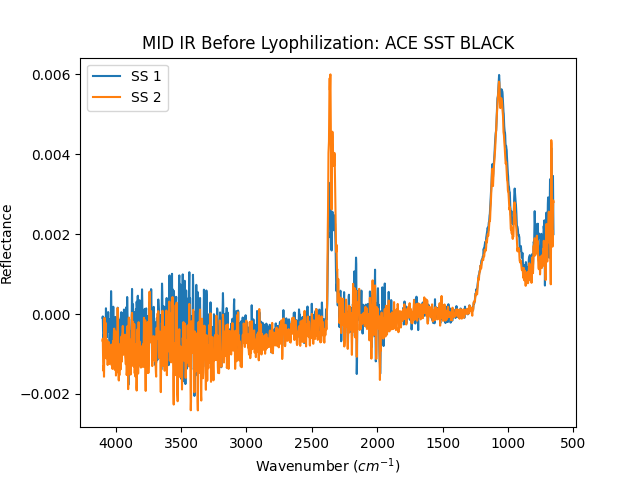 MID IR Before Lyophilization: ACE SST BLACK
SS 1
SS 2
Reflectance
0.006
0.004
0.002
0.000
−0.002
4000 3500 3000 2500 2000 1500 1000 500
Wavenumber (cm⁻¹)